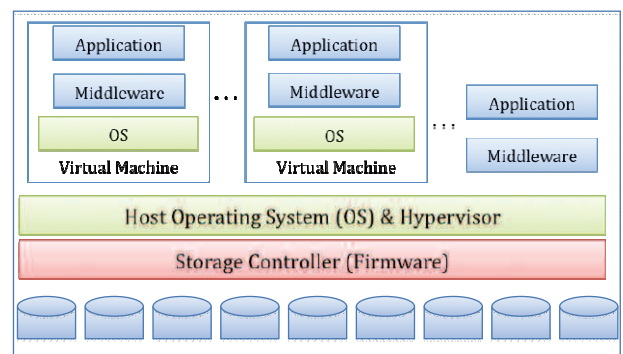 Application
Middleware
OS
Virtual Machine
...
Application
Middleware
OS
Virtual Machine
...
Application
Middleware
Host Operating System (OS) & Hypervisor
Storage Controller (Firmware)